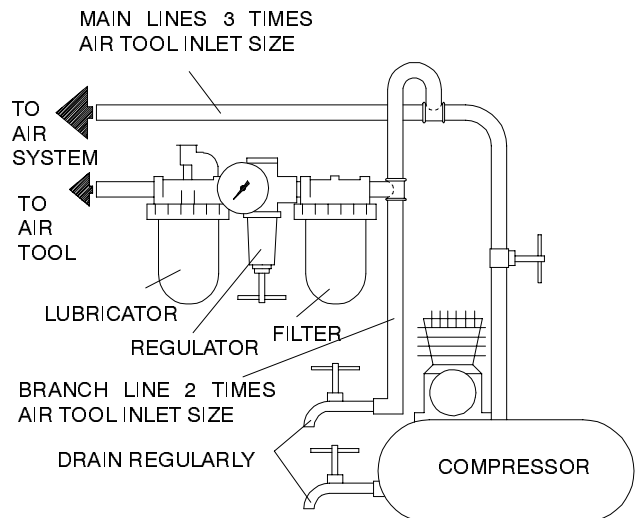 MAIN LINES 3 TIMES
AIR TOOL INLET SIZE
TO
AIR
SYSTEM
TO
AIR
TOOL
LUBRICATOR
REGULATOR
FILTER
BRANCH LINE 2 TIMES
AIR TOOL INLET SIZE
DRAIN REGULARLY
COMPRESSOR